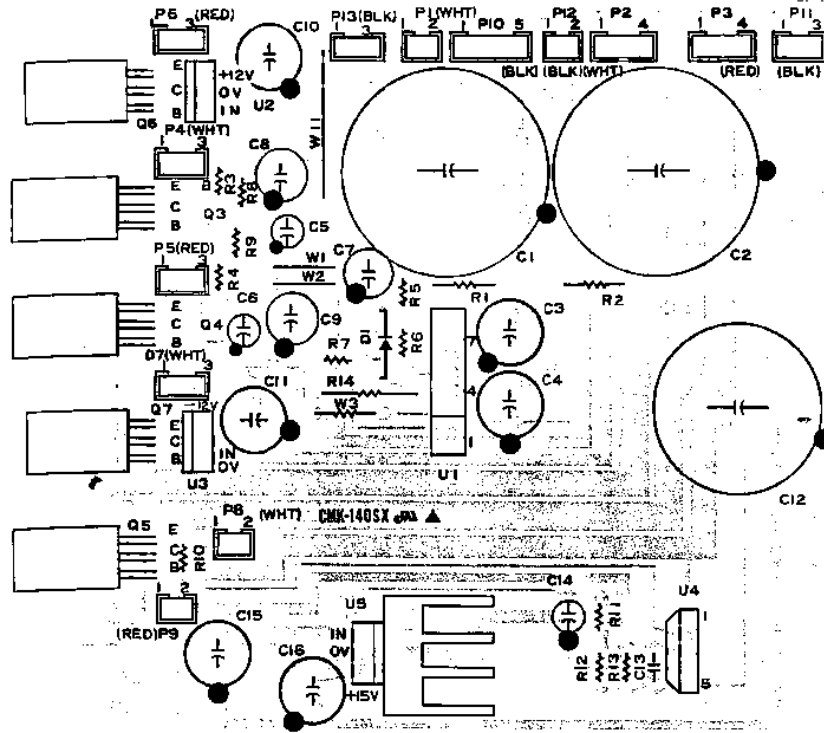 P6 1 3 (RED)
C10
P13(BLK) 1 3
P1(WHT) 1 2
P10 1 5 (BLK)
P12 1 2 (BLK)
P2 1 4 (WHT)
P3 1 4 (RED)
P11 1 3 (BLK)
E C B
+12V
0V
IN
U2
Q6
P4(WHT) 1 3
W11
C8
R3
R8
E B
C
B
Q3
C5
R9
P5(RED) 1 3
W1
W2
R4
C7
C1
C2
R5
R1
R2
E
C
B
Q4
C6
C9
C3
R7
D1
R6
7
(WHT) 3
R14
C11
C4
4
W3
Q7
-12V
E
C
B
IN
0V
U3
1
U1
C12
Q5
E
C
B
R10
P8 1 2 (WHT)
CMK-140SX
1 2
(RED)P9
C15
U5
IN
0V
+15V
C16
C14
R11
R12
R13
C13
U4
1
5